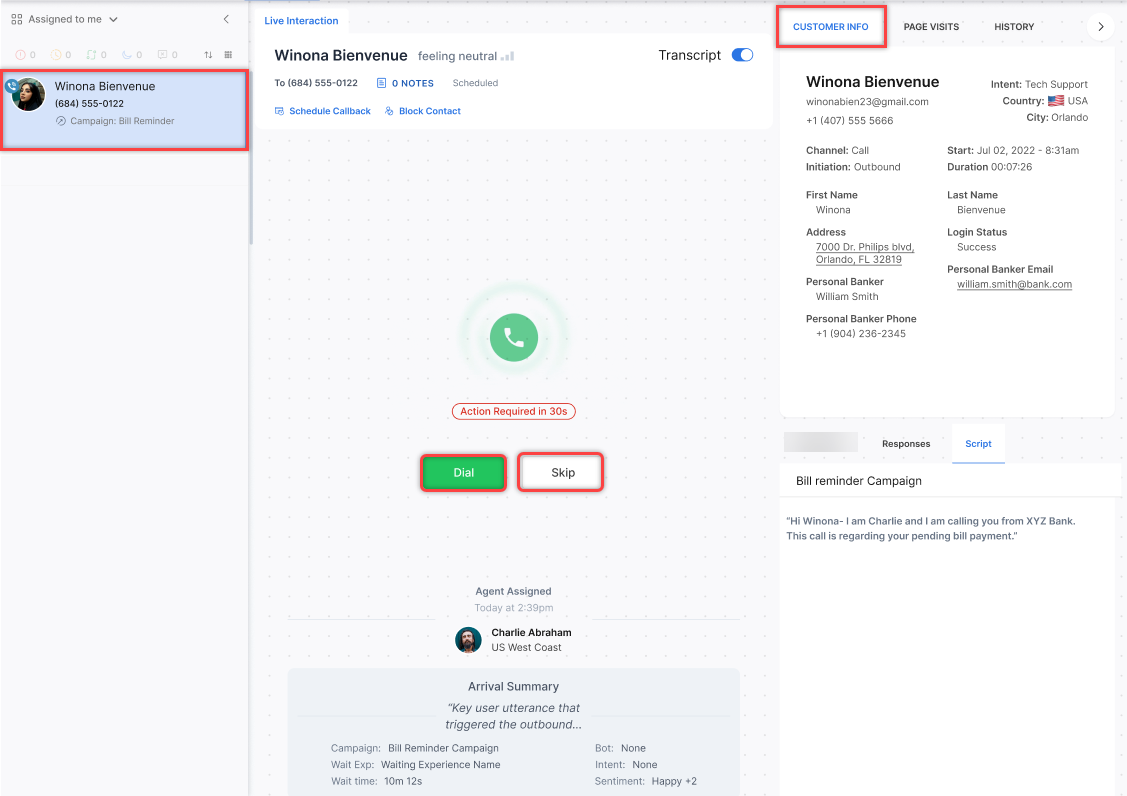 Assigned to me
0 0 0 0 0
Winona Bienvenue
(684) 555-0122
Campaign: Bill Reminder
Live Interaction
Winona Bienvenue feeling neutral
Transcript
To (684) 555-0122 0 NOTES Scheduled
Schedule Callback Block Contact
Action Required in 30s
Dial Skip
Agent Assigned
Today at 2:39pm
Charlie Abraham
US West Coast
Arrival Summary
“Key user utterance that
triggered the outbound...
Campaign: Bill Reminder Campaign
Wait Exp: Waiting Experience Name
Wait time: 10m 12s
Bot: None
Intent: None
Sentiment: Happy +2
CUSTOMER INFO PAGE VISITS HISTORY
Winona Bienvenue
winonabien23@gmail.com
+1 (407) 555 5666
Intent: Tech Support
Country: USA
City: Orlando
Channel: Call
Initiation: Outbound
Start: Jul 02, 2022 - 8:31am
Duration 00:07:26
First Name
Winona
Last Name
Bienvenue
Address
7000 Dr. Philips blvd,
Orlando, FL 32819
Login Status
Success
Personal Banker
William Smith
Personal Banker Email
william.smith@bank.com
Personal Banker Phone
+1 (904) 236-2345
Responses Script
Bill reminder Campaign
“Hi Winona- I am Charlie and I am calling you from XYZ Bank.
This call is regarding your pending bill payment.”